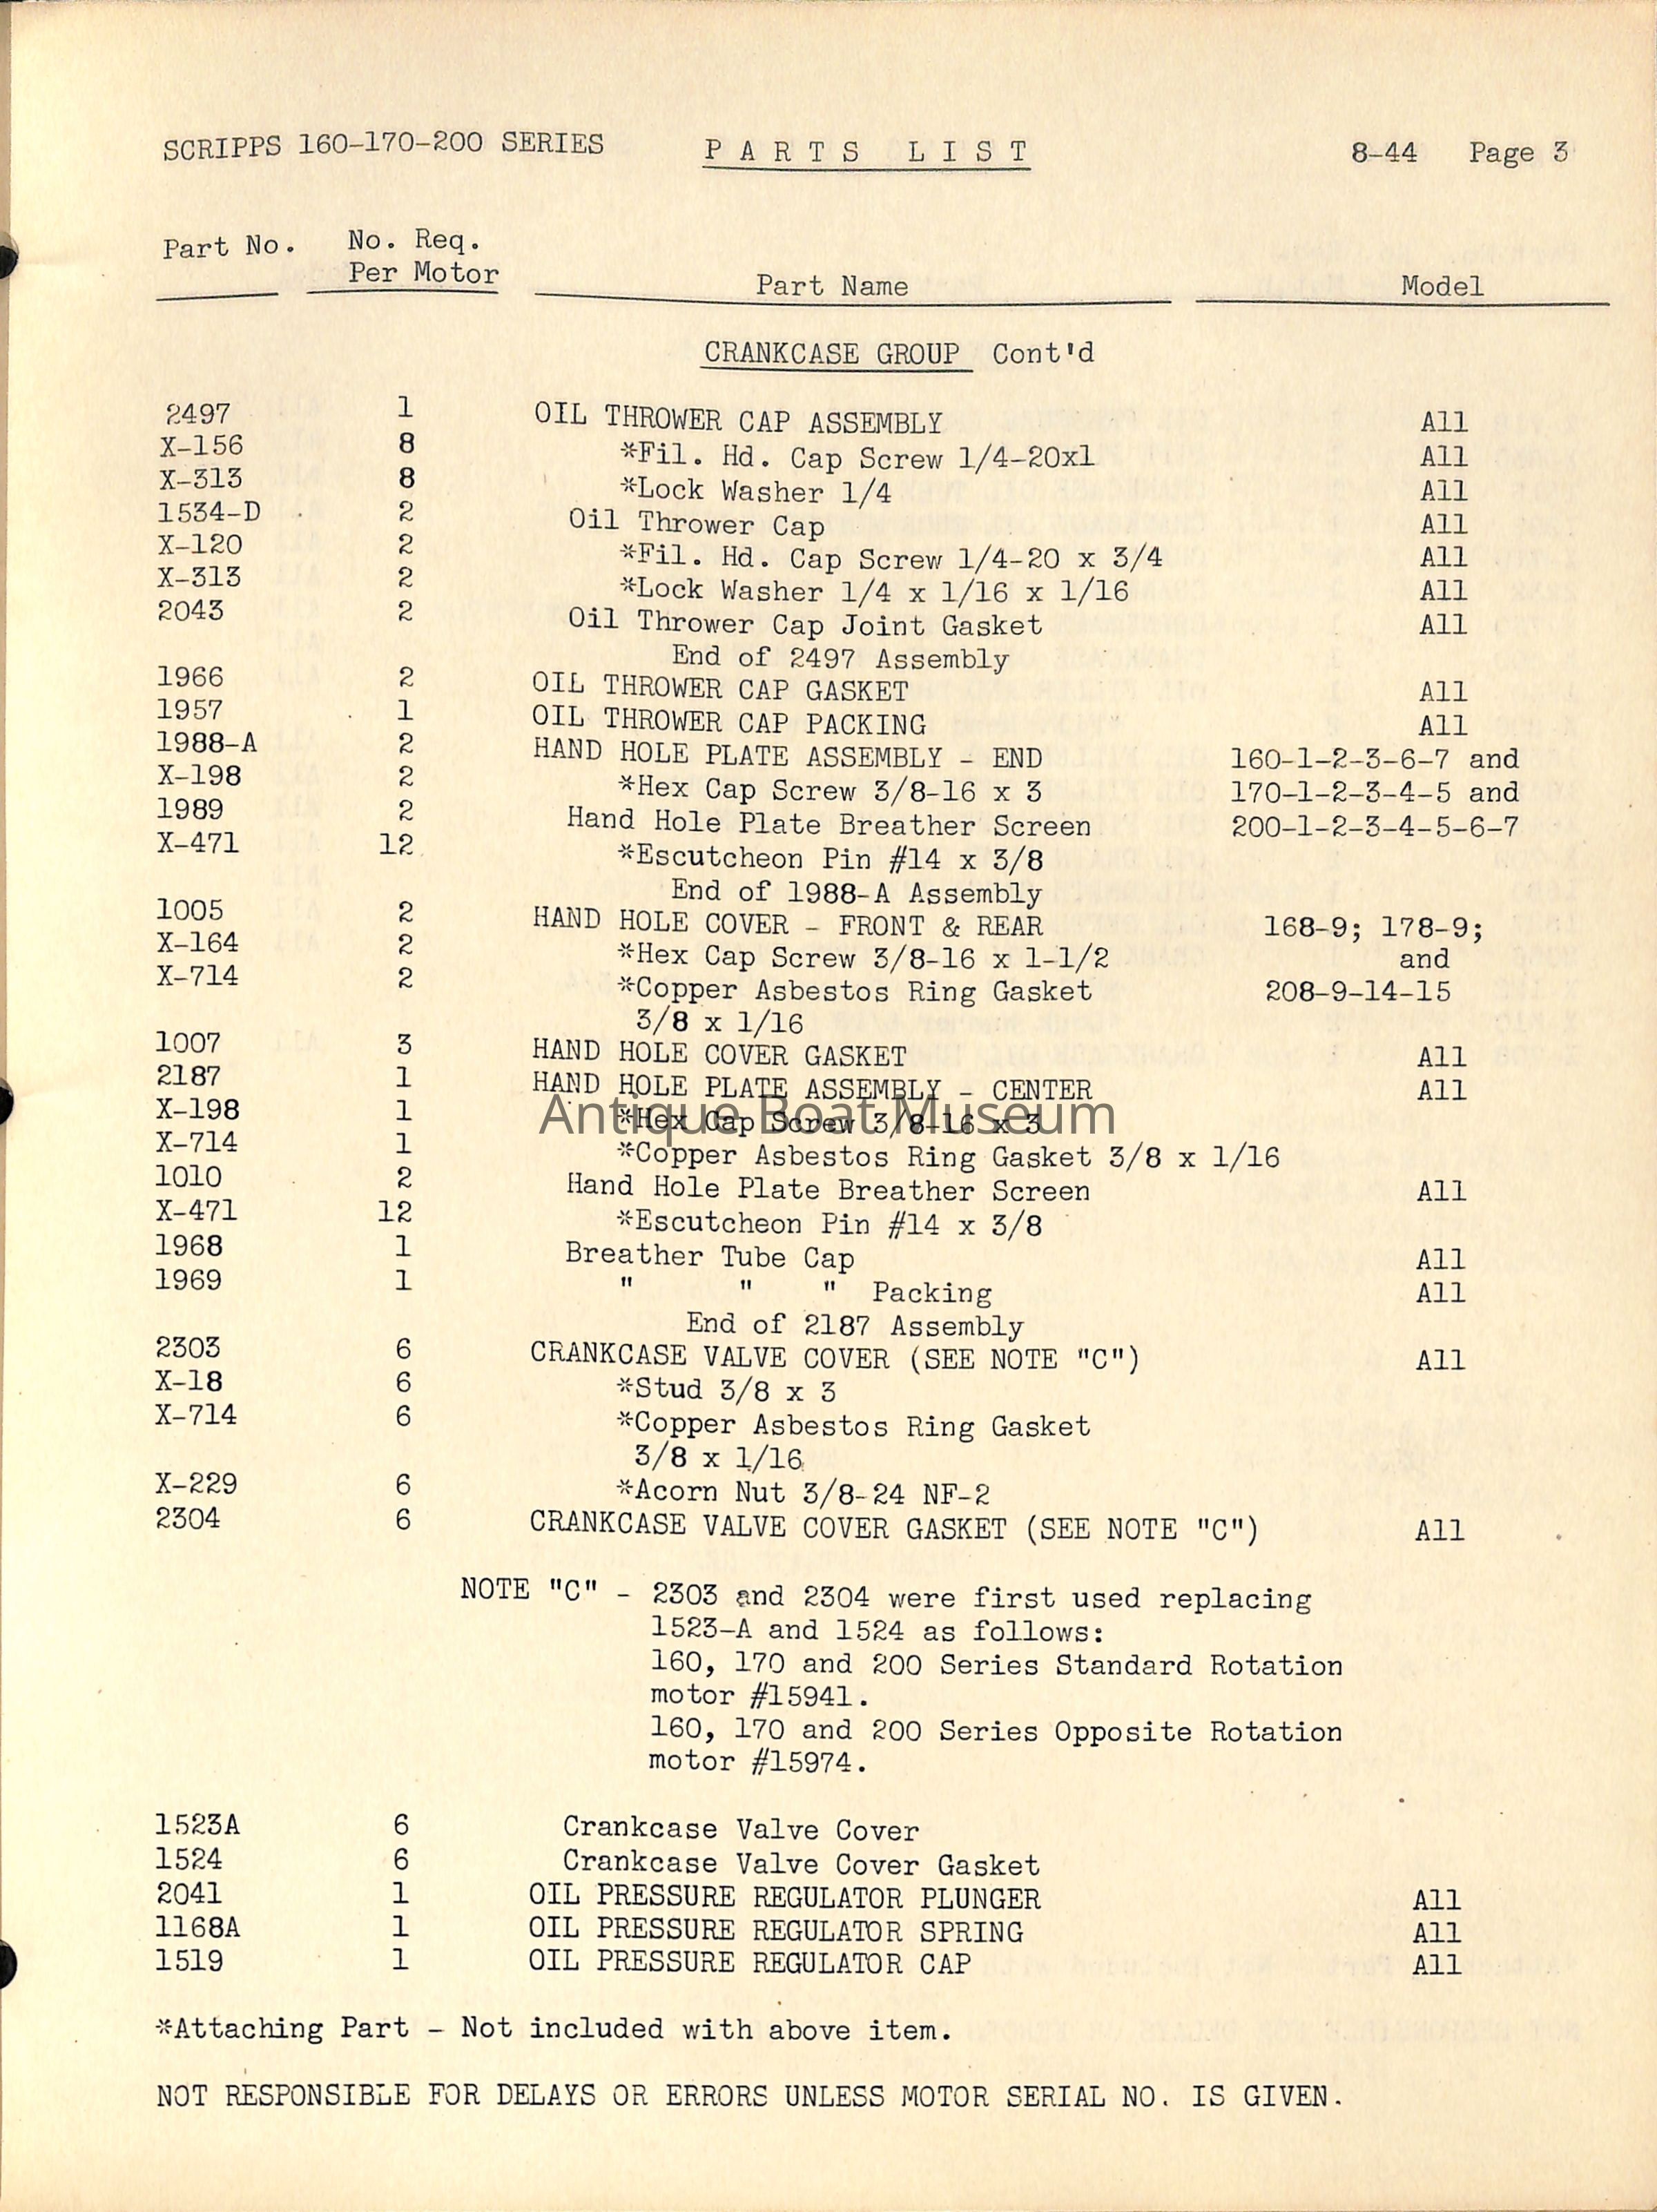 SCRIPPS 160-170-200 SERIES P A R T S L I S T 8-44 Page 3
Part No. No. Req. Per Motor Part Name Model
CRANKCASE GROUP Cont'd
2497 1 OIL THROWER CAP ASSEMBLY All
X-156 8 *Fil. Hd. Cap Screw 1/4-20x1 All
X-313 8 *Lock Washer 1/4 All
1534-D 2 Oil Thrower Cap All
X-120 2 *Fil. Hd. Cap Screw 1/4-20 x 3/4 All
X-313 2 *Lock Washer 1/4 x 1/16 x 1/16 All
2043 2 Oil Thrower Cap Joint Gasket All
End of 2497 Assembly
1966 2 OIL THROWER CAP GASKET All
1957 1 OIL THROWER CAP PACKING All
1988-A 2 HAND HOLE PLATE ASSEMBLY - END 160-1-2-3-6-7 and
X-198 2 *Hex Cap Screw 3/8-16 x 3 170-1-2-3-4-5 and
1989 2 Hand Hole Plate Breather Screen 200-1-2-3-4-5-6-7
X-471 12 *Escutcheon Pin #14 x 3/8
End of 1988-A Assembly
1005 2 HAND HOLE COVER - FRONT & REAR 168-9; 178-9;
X-164 2 *Hex Cap Screw 3/8-16 x 1-1/2 and
X-714 2 *Copper Asbestos Ring Gasket 208-9-14-15
3/8 x 1/16
1007 3 HAND HOLE COVER GASKET All
2187 1 HAND HOLE PLATE ASSEMBLY - CENTER All
Antique Boat Museum
X-198 1 *Hex Cap Screw 3/8-16 x 3
X-714 1 *Copper Asbestos Ring Gasket 3/8 x 1/16
1010 2 Hand Hole Plate Breather Screen All
X-471 12 *Escutcheon Pin #14 x 3/8
1968 1 Breather Tube Cap All
1969 1 " " " Packing All
End of 2187 Assembly
2303 6 CRANKCASE VALVE COVER (SEE NOTE "C") All
X-18 6 *Stud 3/8 x 3
X-714 6 *Copper Asbestos Ring Gasket
3/8 x 1/16
X-229 6 *Acorn Nut 3/8-24 NF-2
2304 6 CRANKCASE VALVE COVER GASKET (SEE NOTE "C") All
NOTE "C" - 2303 and 2304 were first used replacing
1523-A and 1524 as follows:
160, 170 and 200 Series Standard Rotation
motor #15941.
160, 170 and 200 Series Opposite Rotation
motor #15974.
1523A 6 Crankcase Valve Cover
1524 6 Crankcase Valve Cover Gasket
2041 1 OIL PRESSURE REGULATOR PLUNGER All
1168A 1 OIL PRESSURE REGULATOR SPRING All
1519 1 OIL PRESSURE REGULATOR CAP All
*Attaching Part - Not included with above item.
NOT RESPONSIBLE FOR DELAYS OR ERRORS UNLESS MOTOR SERIAL NO. IS GIVEN.